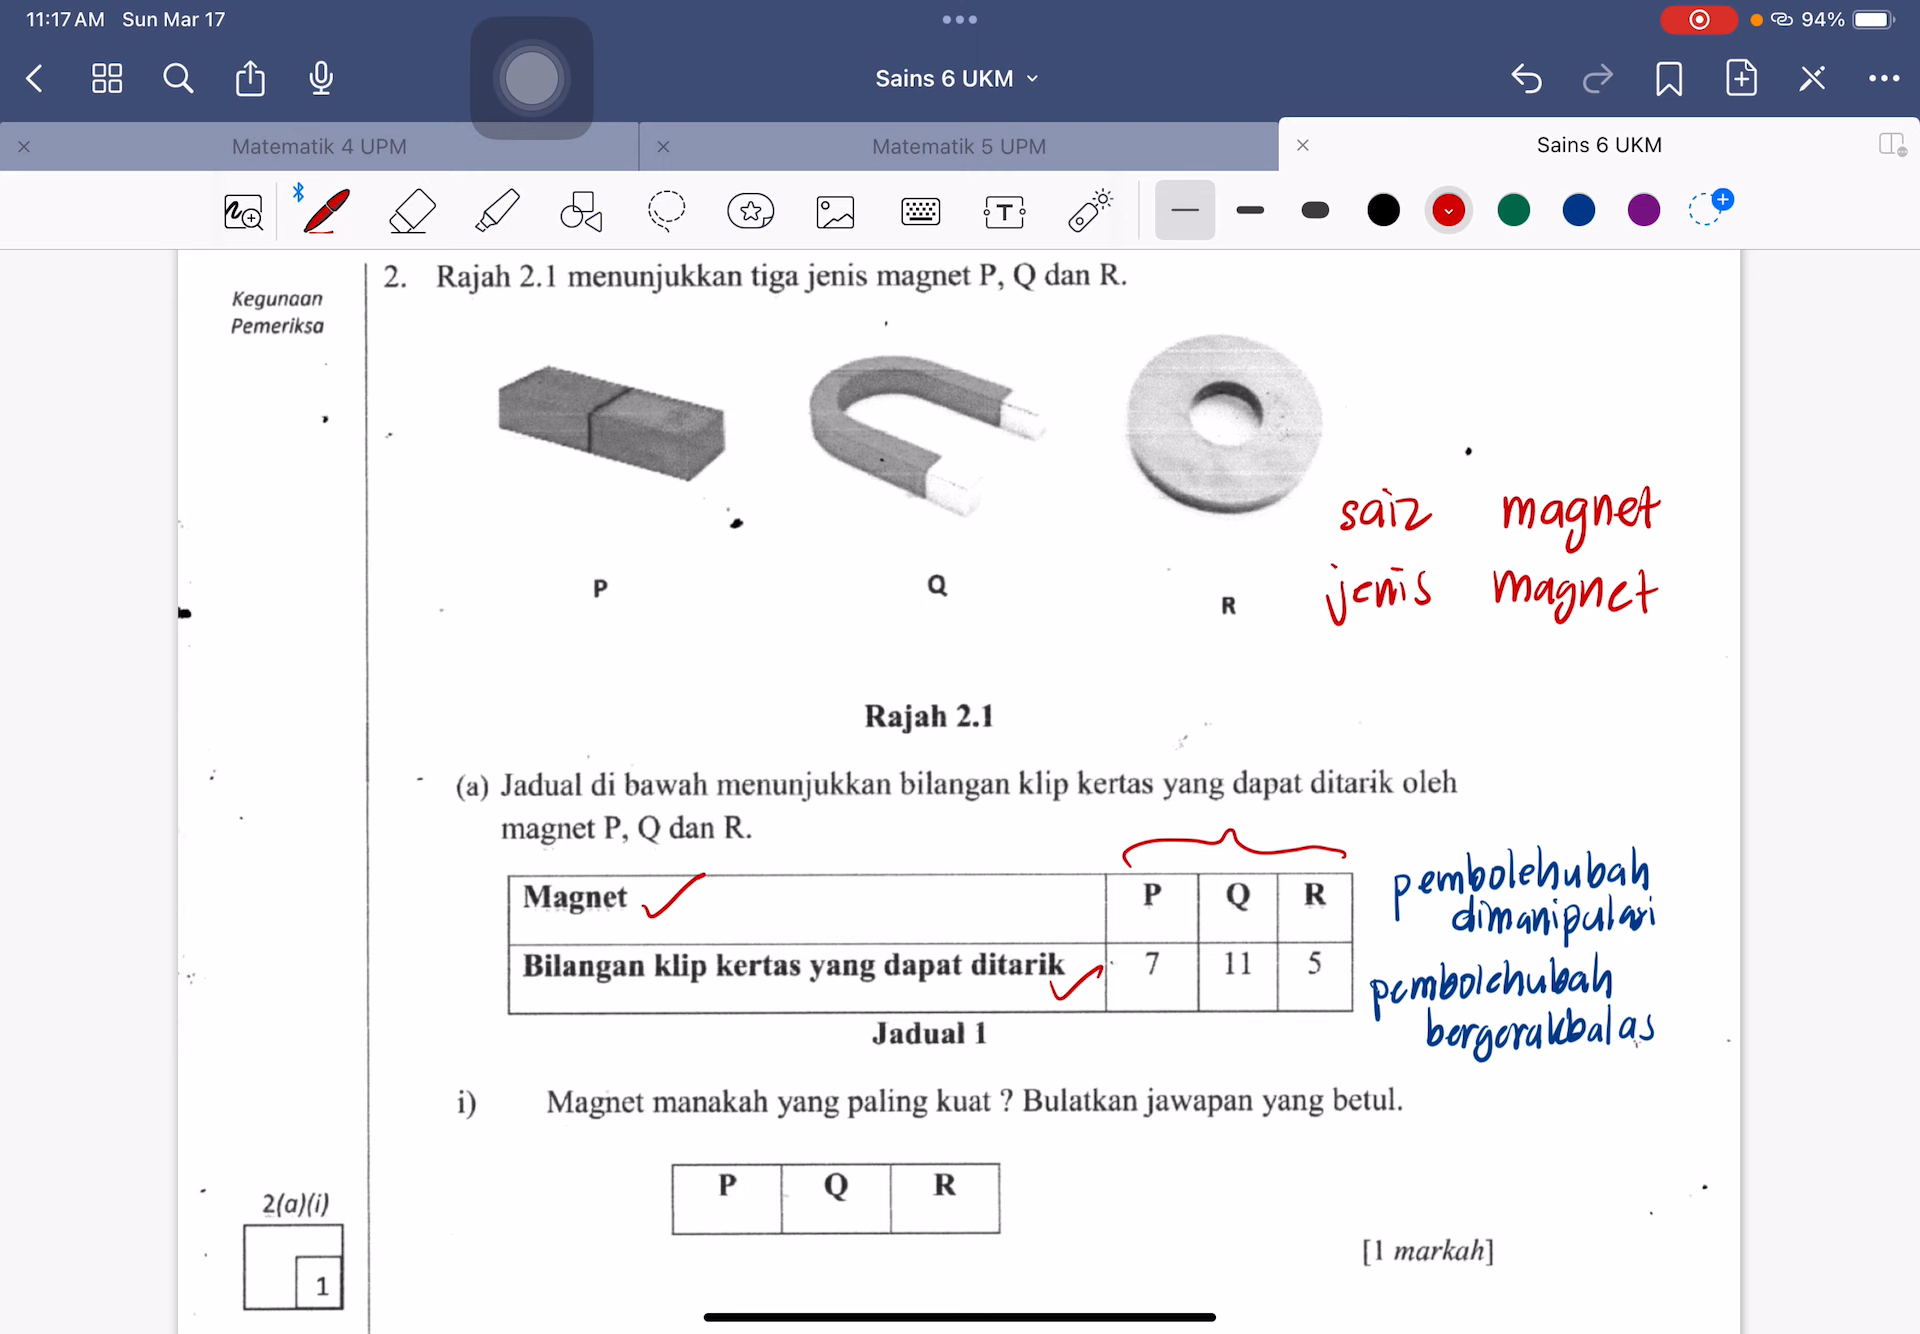 11:17 AM Sun Mar 17
94%
Sains 6 UKM
Matematik 4 UPM
Matematik 5 UPM
Sains 6 UKM
T
Kegunaan
Pemeriksa
2. Rajah 2.1 menunjukkan tiga jenis magnet P, Q dan R.
saiz magnet
jenis magnet
P
Q
R
Rajah 2.1
(a) Jadual di bawah menunjukkan bilangan klip kertas yang dapat ditarik oleh
magnet P, Q dan R.
Magnet P Q R
Bilangan klip kertas yang dapat ditarik 7 11 5
pembolehubah
dimanipulasi
pembolehubah
bergerakbalas
Jadual 1
i) Magnet manakah yang paling kuat ? Bulatkan jawapan yang betul.
P Q R
2(a)(i)
1
[1 markah]